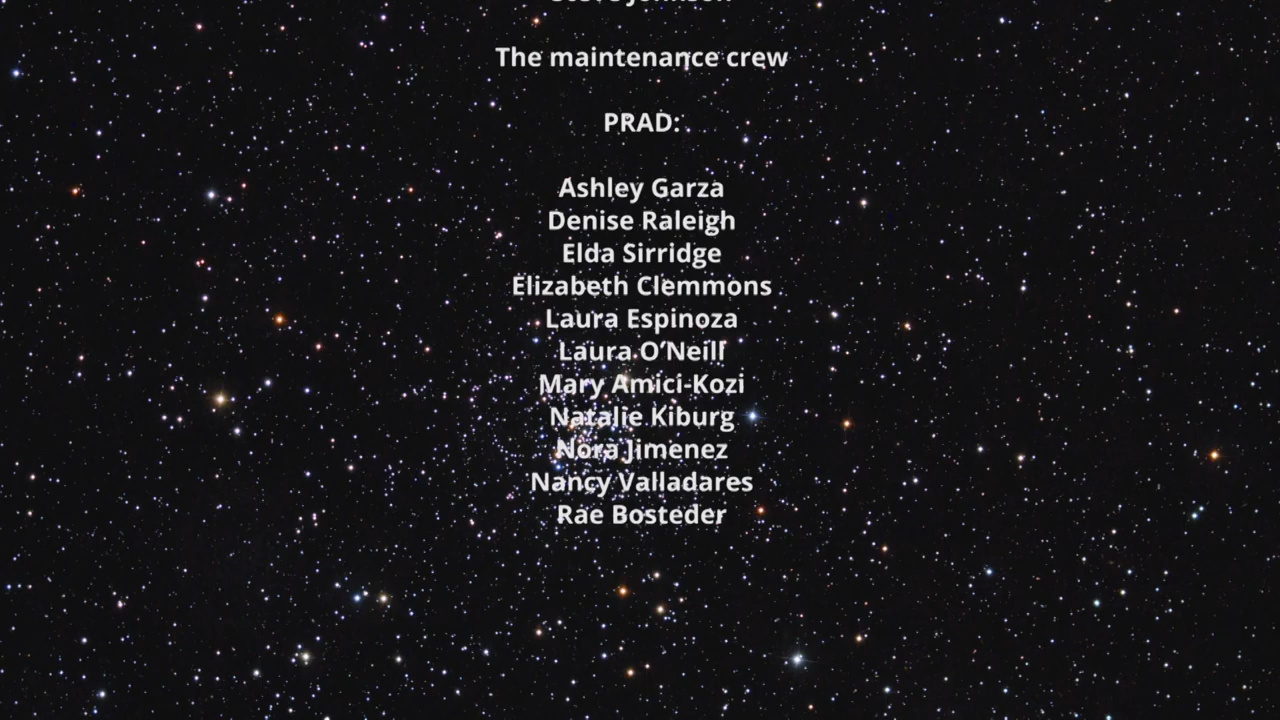 The maintenance crew
PRAD:
Ashley Garza
Denise Raleigh
Elda Sirridge
Elizabeth Clemmons
Laura Espinoza
Laura O’Neill
Mary Amici-Kozi
Natalie Kiburg
Nora Jimenez
Nancy Valladares
Rae Bosteder